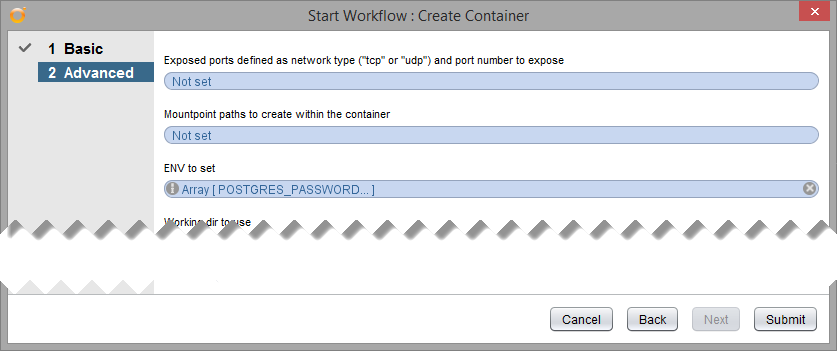 Start Workflow : Create Container
1 Basic
2 Advanced
Exposed ports defined as network type ("tcp" or "udp") and port number to expose
Not set
Mountpoint paths to create within the container
Not set
ENV to set
Array [ POSTGRES_PASSWORD... ]
Working dir to use
Cancel Back Next Submit